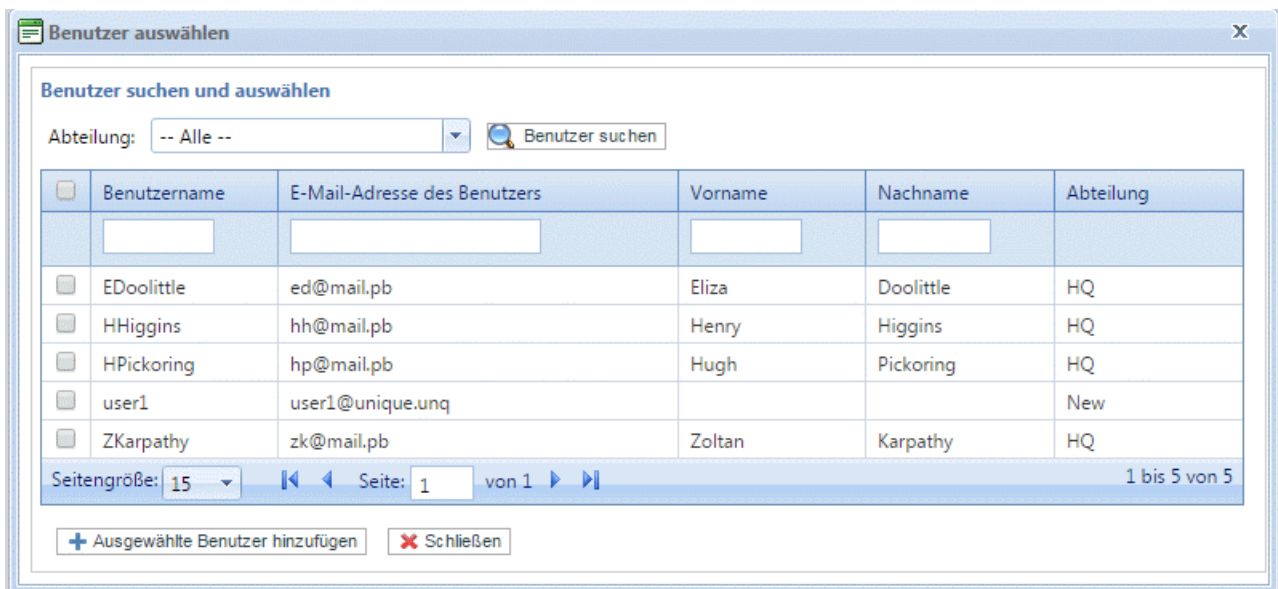 Benutzer auswählen
Benutzer suchen und auswählen
Abteilung: -- Alle -- Benutzer suchen
Benutzername E-Mail-Adresse des Benutzers Vorname Nachname Abteilung
EDoolittle ed@mail.pb Eliza Doolittle HQ
HHiggins hh@mail.pb Henry Higgins HQ
HPickoring hp@mail.pb Hugh Pickoring HQ
user1 user1@unique.unq New
ZKarpathy zk@mail.pb Zoltan Karpathy HQ
Seitengröße: 15 Seite: 1 von 1 1 bis 5 von 5
Ausgewählte Benutzer hinzufügen Schließen